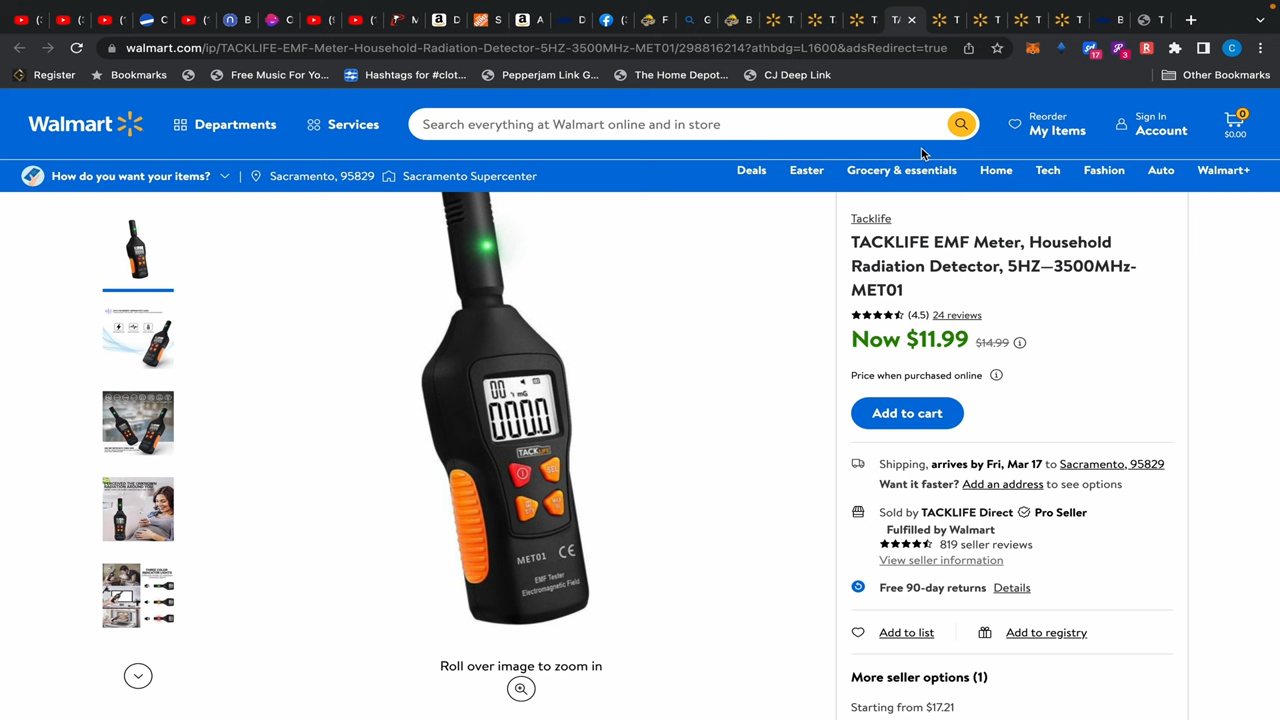 walmart.com/ip/TACKLIFE-EMF-Meter-Household-Radiation-Detector-5HZ-3500MHz-MET01/298816214?athbdg=L1600&adsRedirect=true
17
3
C
Register
Bookmarks
Free Music For Yo...
Hashtags for #clot...
Pepperjam Link G...
The Home Depot...
CJ Deep Link
Other Bookmarks
Walmart
Departments
Services
Search everything at Walmart online and in store
Reorder
My Items
Sign In
Account
0
$0.00
How do you want your items?
Sacramento, 95829
Sacramento Supercenter
Deals
Easter
Grocery & essentials
Home
Tech
Fashion
Auto
Walmart+
00
mG
0000
TACKLIFE
SEL
MET01 CE
EMF Tester
Electromagnetic Field
Roll over image to zoom in
Tacklife
TACKLIFE EMF Meter, Household
Radiation Detector, 5HZ—3500MHz-
MET01
(4.5) 24 reviews
Now $11.99 $14.99
Price when purchased online
Add to cart
Shipping, arrives by Fri, Mar 17 to Sacramento, 95829
Want it faster? Add an address to see options
Sold by TACKLIFE Direct Pro Seller
Fulfilled by Walmart
819 seller reviews
View seller information
Free 90-day returns Details
Add to list
Add to registry
More seller options (1)
Starting from $17.21